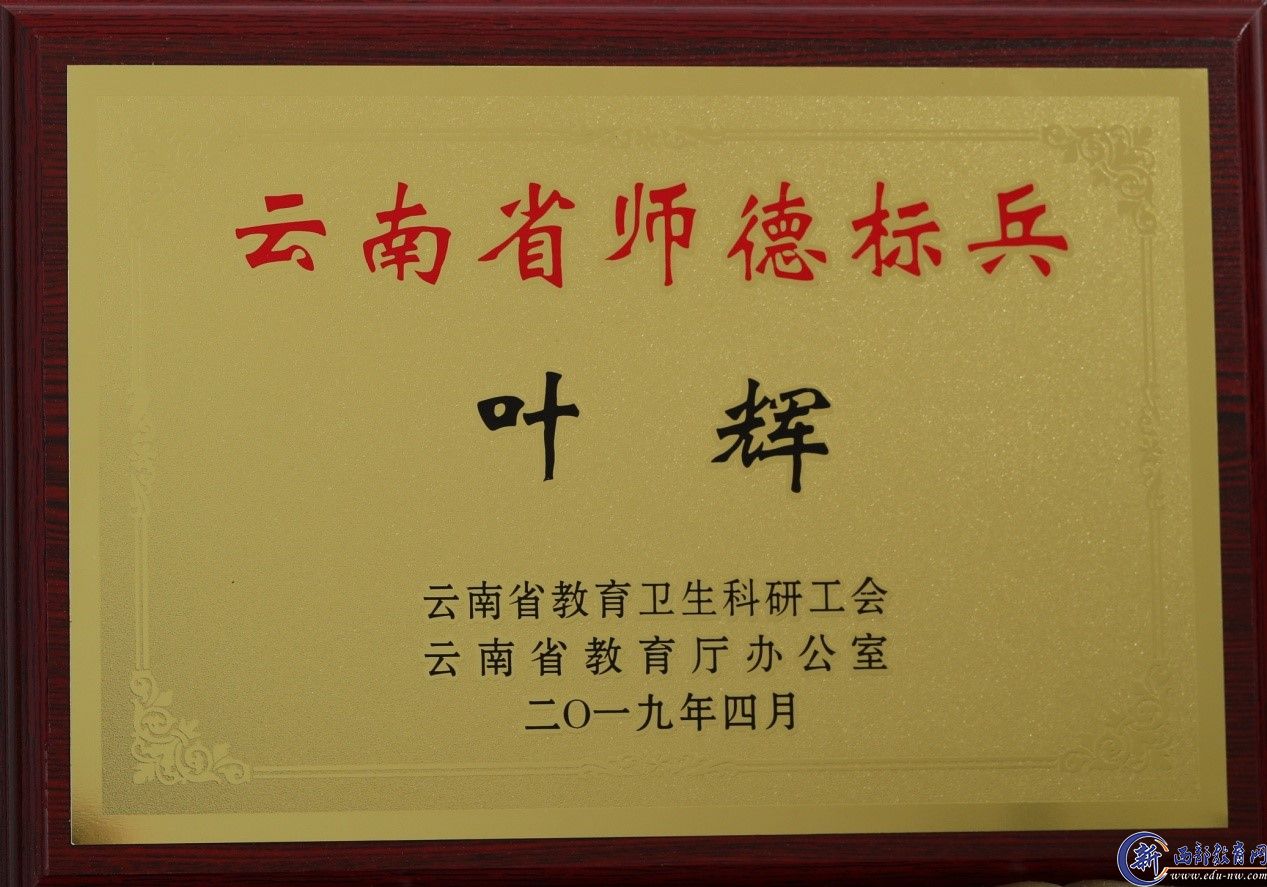 云南省师德标兵
叶辉
云南省教育卫生科研工会
云南省教育厅办公室
二〇一九年四月
新 西部教育网
www.edu-nw.com